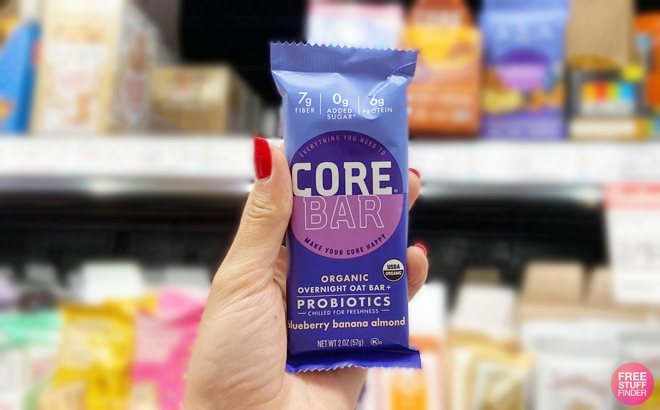 7g 0g 6g
FIBER ADDED SUGAR* PROTEIN
EVERYTHING YOU NEED TO
CORE
BAR
MAKE YOUR CORE HAPPY
USDA
ORGANIC
ORGANIC
OVERNIGHT OAT BAR +
PROBIOTICS
CHILLED FOR FRESHNESS
blueberry banana almond
NET WT 2 OZ (57g)
CORE
FREE
STUFF
FINDER